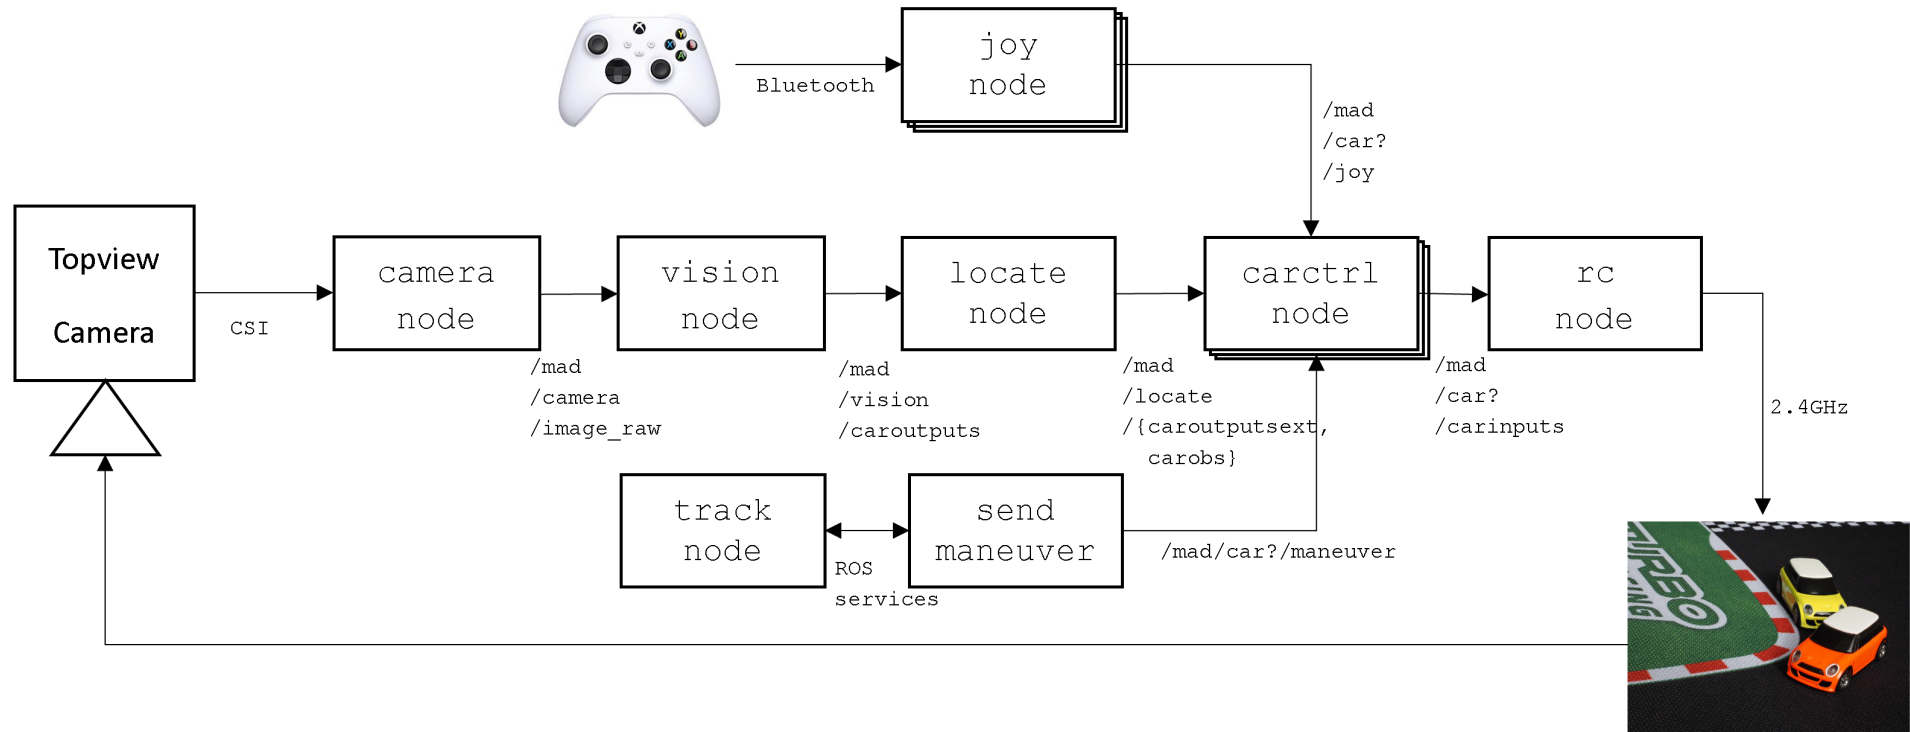 joy
node
Bluetooth
/mad
/car?
/joy
Topview
Camera
CSI
camera
node
vision
node
locate
node
carctrl
node
rc
node
/mad
/camera
/image_raw
/mad
/vision
/caroutputs
/mad
/locate
/{caroutputsext,
carobs}
/mad
/car?
/carinputs
2.4GHz
track
node
send
maneuver
ROS
services
/mad/car?/maneuver